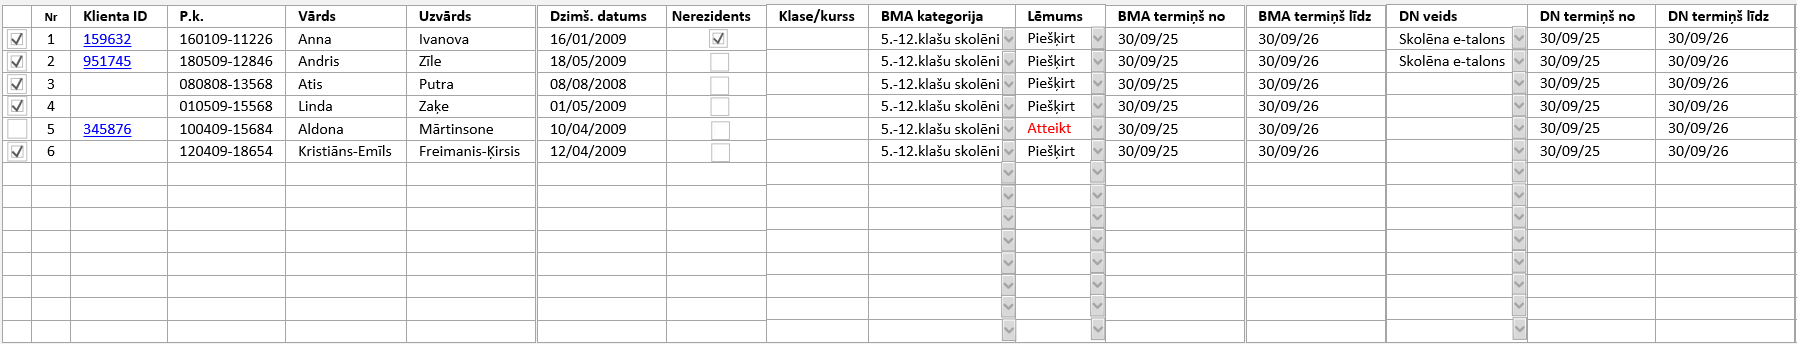 Nr Klienta ID P.k. Vārds Uzvārds Dzimš. datums Nerezidents Klase/kurss BMA kategorija Lēmums BMA termiņš no BMA termiņš līdz DN veids DN termiņš no DN termiņš līdz
1 159632 160109-11226 Anna Ivanova 16/01/2009 5.-12.klašu skolēni Piešķirt 30/09/25 30/09/26 Skolēna e-talons 30/09/25 30/09/26
2 951745 180509-12846 Andris Zīle 18/05/2009 5.-12.klašu skolēni Piešķirt 30/09/25 30/09/26 Skolēna e-talons 30/09/25 30/09/26
3 080808-13568 Atis Putra 08/08/2008 5.-12.klašu skolēni Piešķirt 30/09/25 30/09/26 30/09/25 30/09/26
4 010509-15568 Linda Zaķe 01/05/2009 5.-12.klašu skolēni Piešķirt 30/09/25 30/09/26 30/09/25 30/09/26
5 345876 100409-15684 Aldona Mārtinsone 10/04/2009 5.-12.klašu skolēni Atteikt 30/09/25 30/09/26 30/09/25 30/09/26
6 120409-18654 Kristiāns-Emīls Freimanis-Ķirsis 12/04/2009 5.-12.klašu skolēni Piešķirt 30/09/25 30/09/26 30/09/25 30/09/26